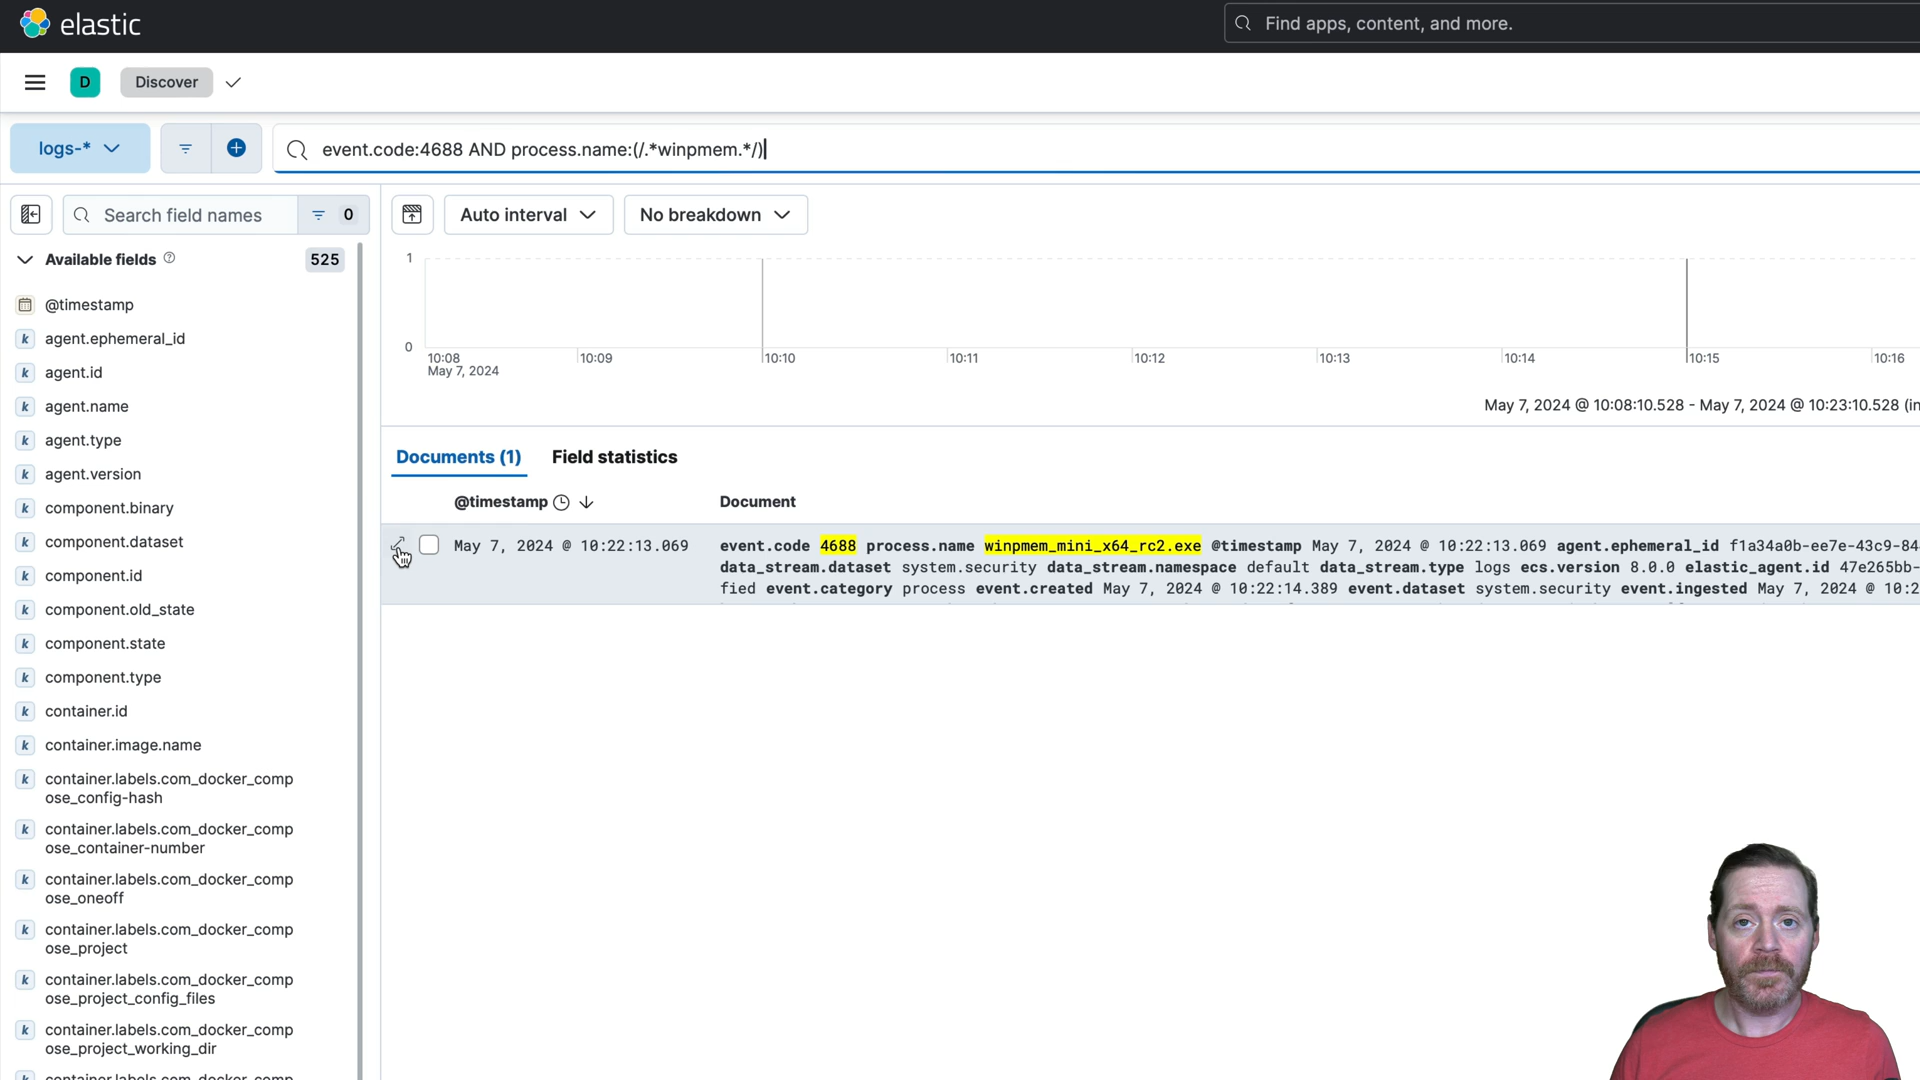 elastic
Find apps, content, and more.
D
Discover
logs-*
event.code:4688 AND process.name:(/.*winpmem.*/)
Search field names
0
Auto interval
No breakdown
Available fields
525
@timestamp
k agent.ephemeral_id
k agent.id
k agent.name
k agent.type
k agent.version
k component.binary
k component.dataset
k component.id
k component.old_state
k component.state
k component.type
k container.id
k container.image.name
k container.labels.com_docker_comp
ose_config-hash
k container.labels.com_docker_comp
ose_container-number
k container.labels.com_docker_comp
ose_oneoff
k container.labels.com_docker_comp
ose_project
k container.labels.com_docker_comp
ose_project_config_files
k container.labels.com_docker_comp
ose_project_working_dir
1
0
10:08 10:09 10:10 10:11 10:12 10:13 10:14 10:15 10:16
May 7, 2024
May 7, 2024 @ 10:08:10.528 - May 7, 2024 @ 10:23:10.528 (in
Documents (1) Field statistics
@timestamp Document
May 7, 2024 @ 10:22:13.069 event.code 4688 process.name winpmem_mini_x64_rc2.exe @timestamp May 7, 2024 @ 10:22:13.069 agent.ephemeral_id f1a34a0b-ee7e-43c9-84
data_stream.dataset system.security data_stream.namespace default data_stream.type logs ecs.version 8.0.0 elastic_agent.id 47e265bb-
fied event.category process event.created May 7, 2024 @ 10:22:14.389 event.dataset system.security event.ingested May 7, 2024 @ 10:2